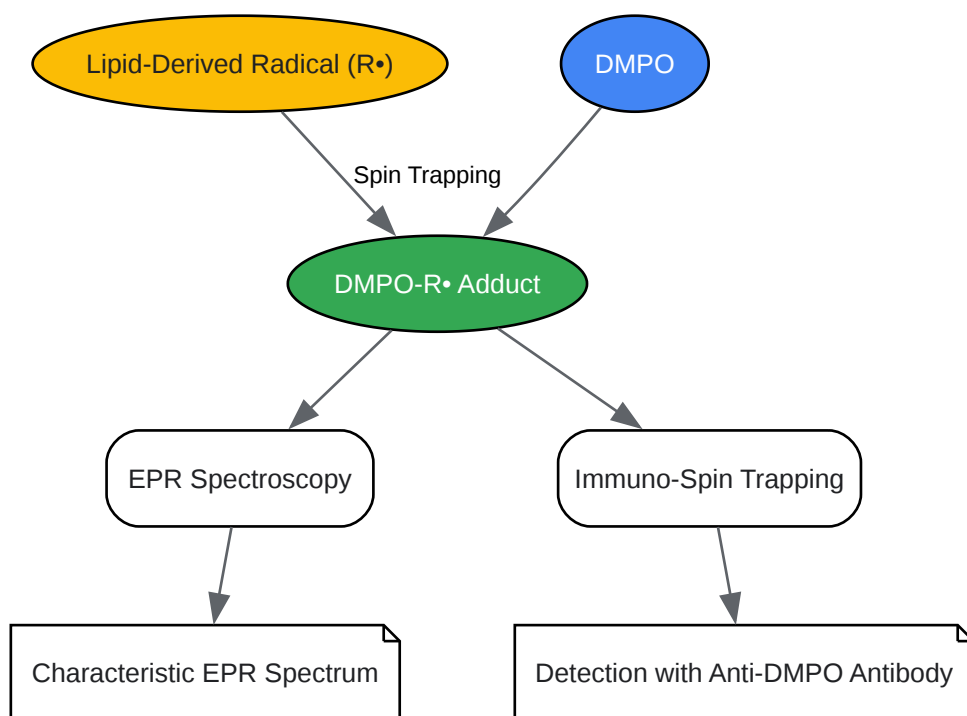 Lipid-Derived Radical (R•)
DMPO
Spin Trapping
DMPO-R• Adduct
EPR Spectroscopy
Immuno-Spin Trapping
Characteristic EPR Spectrum
Detection with Anti-DMPO Antibody